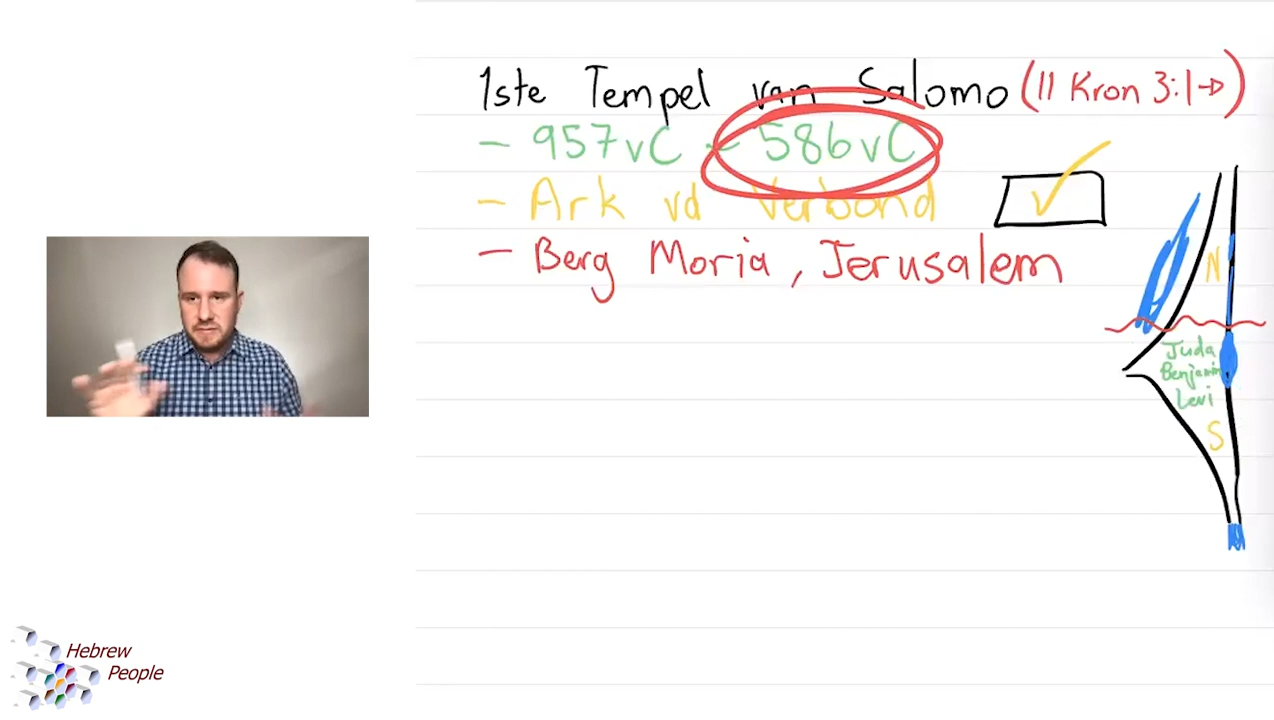 1ste Tempel van Salomo (II Kron 3:1→)
- 957vC - 586vC
- Ark vd Verbond
- Berg Moria, Jerusalem
N
Juda
Benjamin
Levi
S
Hebrew
People